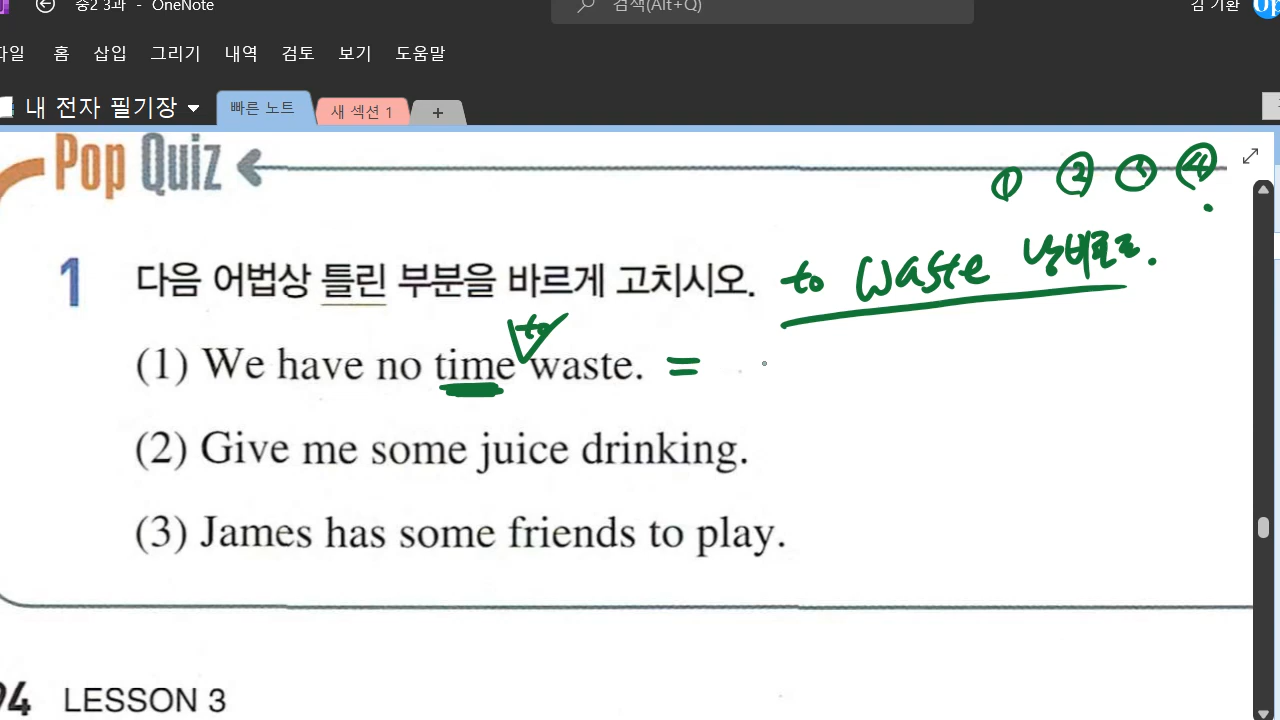 중2 3과 - OneNote
검색(Alt+Q)
김 기환
파일 홈 삽입 그리기 내역 검토 보기 도움말
내 전자 필기장 빠른 노트 새 섹션 1 +
Pop Quiz
① ② ③ ④
1 다음 어법상 틀린 부분을 바르게 고치시오.
to waste
to
(1) We have no time waste. =
(2) Give me some juice drinking.
(3) James has some friends to play.
94 LESSON 3